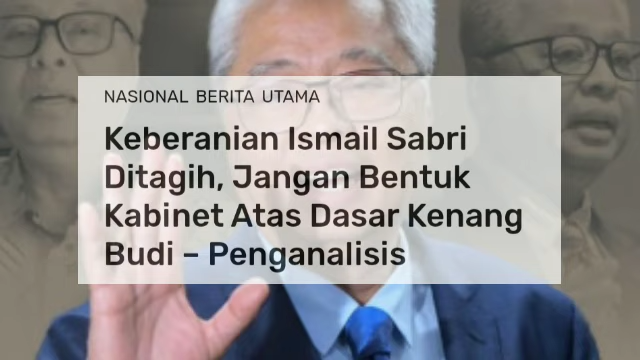 NASIONAL BERITA UTAMA
Keberanian Ismail Sabri
Ditagih, Jangan Bentuk
Kabinet Atas Dasar Kenang
Budi – Penganalisis